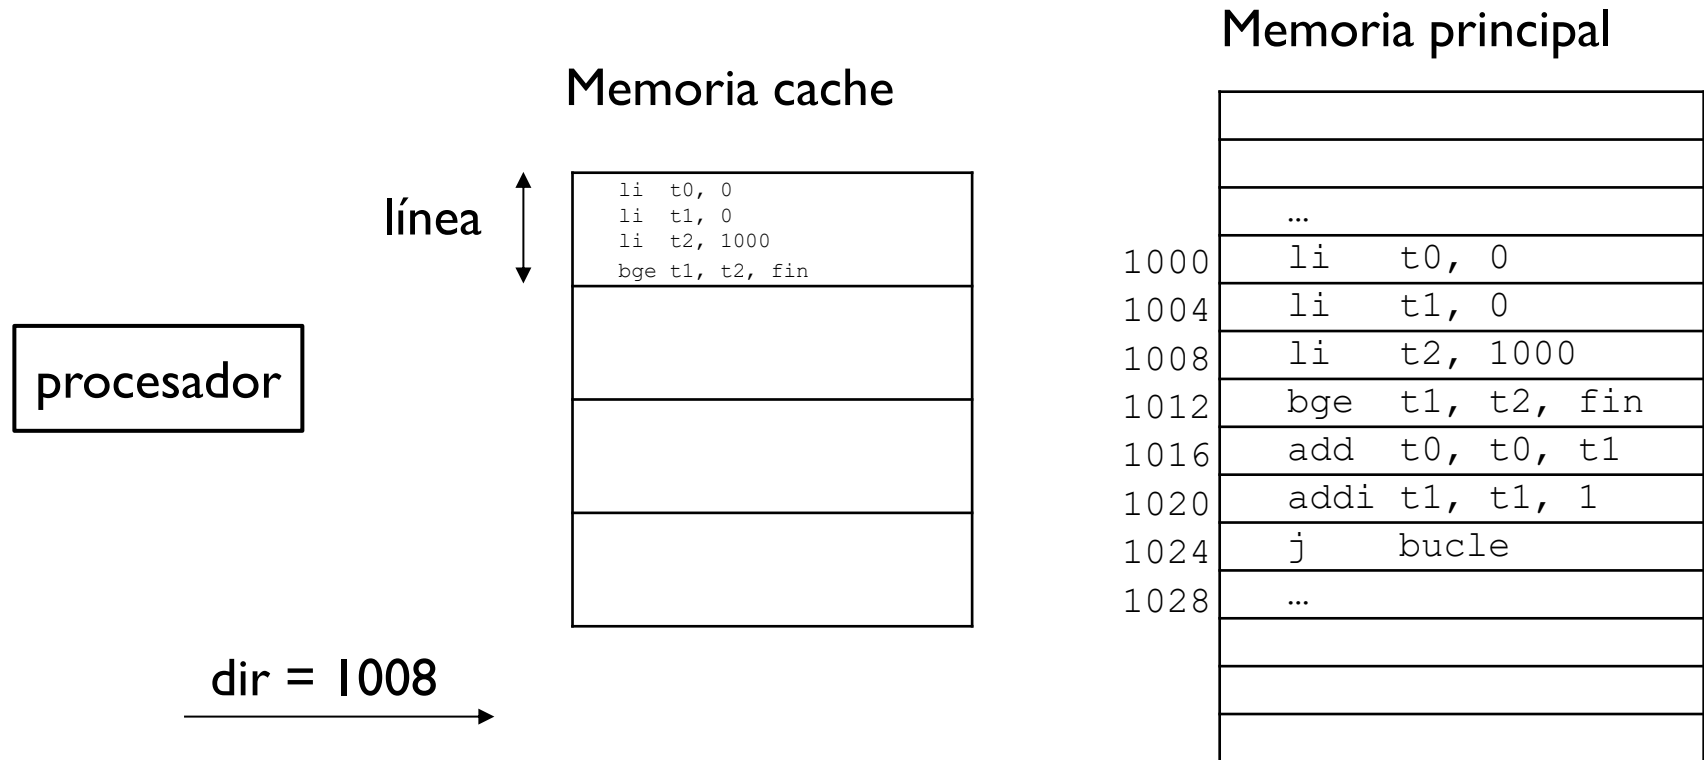 Memoria principal
Memoria cache
línea
li t0, 0
li t1, 0
li t2, 1000
bge t1, t2, fin
procesador
dir = 1008
…
1000 li t0, 0
1004 li t1, 0
1008 li t2, 1000
1012 bge t1, t2, fin
1016 add t0, t0, t1
1020 addi t1, t1, 1
1024 j bucle
1028 …